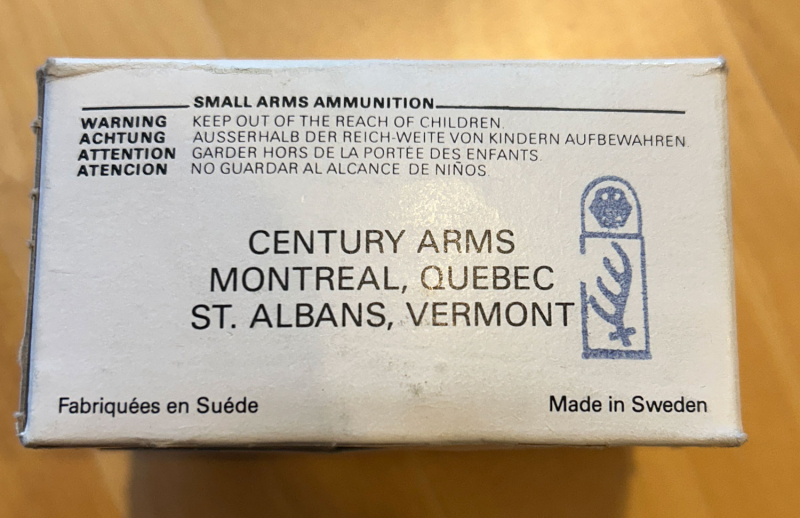 SMALL ARMS AMMUNITION
WARNING KEEP OUT OF THE REACH OF CHILDREN
ACHTUNG AUSSERHALB DER REICH-WEITE VON KINDERN AUFBEWAHREN.
ATTENTION GARDER HORS DE LA PORTÉE DES ENFANTS
ATENCION NO GUARDAR AL ALCANCE DE NIÑOS
CENTURY ARMS
MONTREAL, QUEBEC
ST. ALBANS, VERMONT
Fabriquées en Suéde Made in Sweden